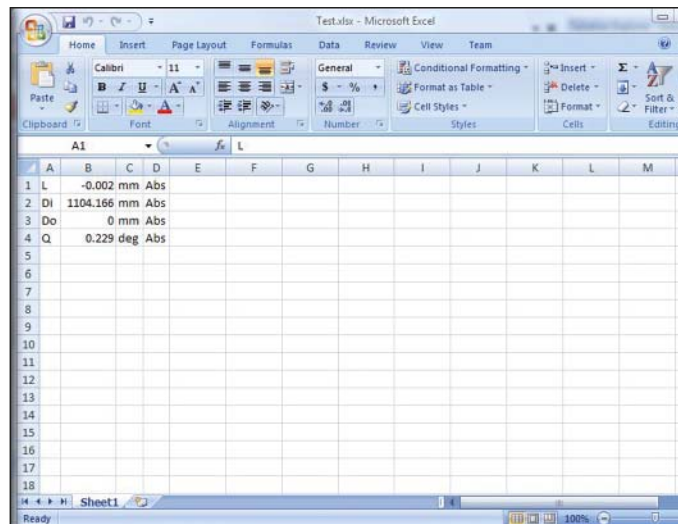 Test.xlsx - Microsoft Excel
Home Insert Page Layout Formulas Data Review View Team
Calibri 11 General Conditional Formatting Insert Σ
Paste B I U A A $ % , Format as Table Delete Sort &
A .00 .0 Cell Styles Format Filter
Clipboard Font Alignment Number Styles Cells Editing
A1 fx L
A B C D E F G H I J K L M
1 L -0.002 mm Abs
2 Di 1104.166 mm Abs
3 Do 0 mm Abs
4 Q 0.229 deg Abs
5
6
7
8
9
10
11
12
13
14
15
16
17
18
Sheet1
Ready 100%